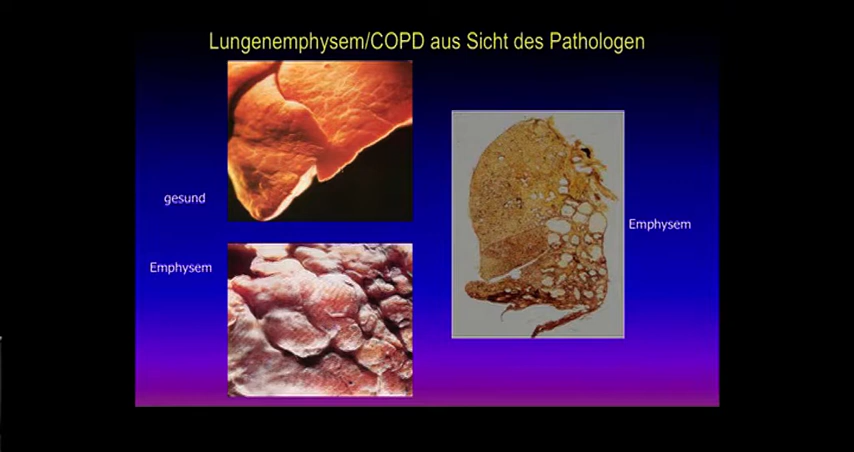 Lungenemphysem/COPD aus Sicht des Pathologen
gesund
Emphysem
Emphysem